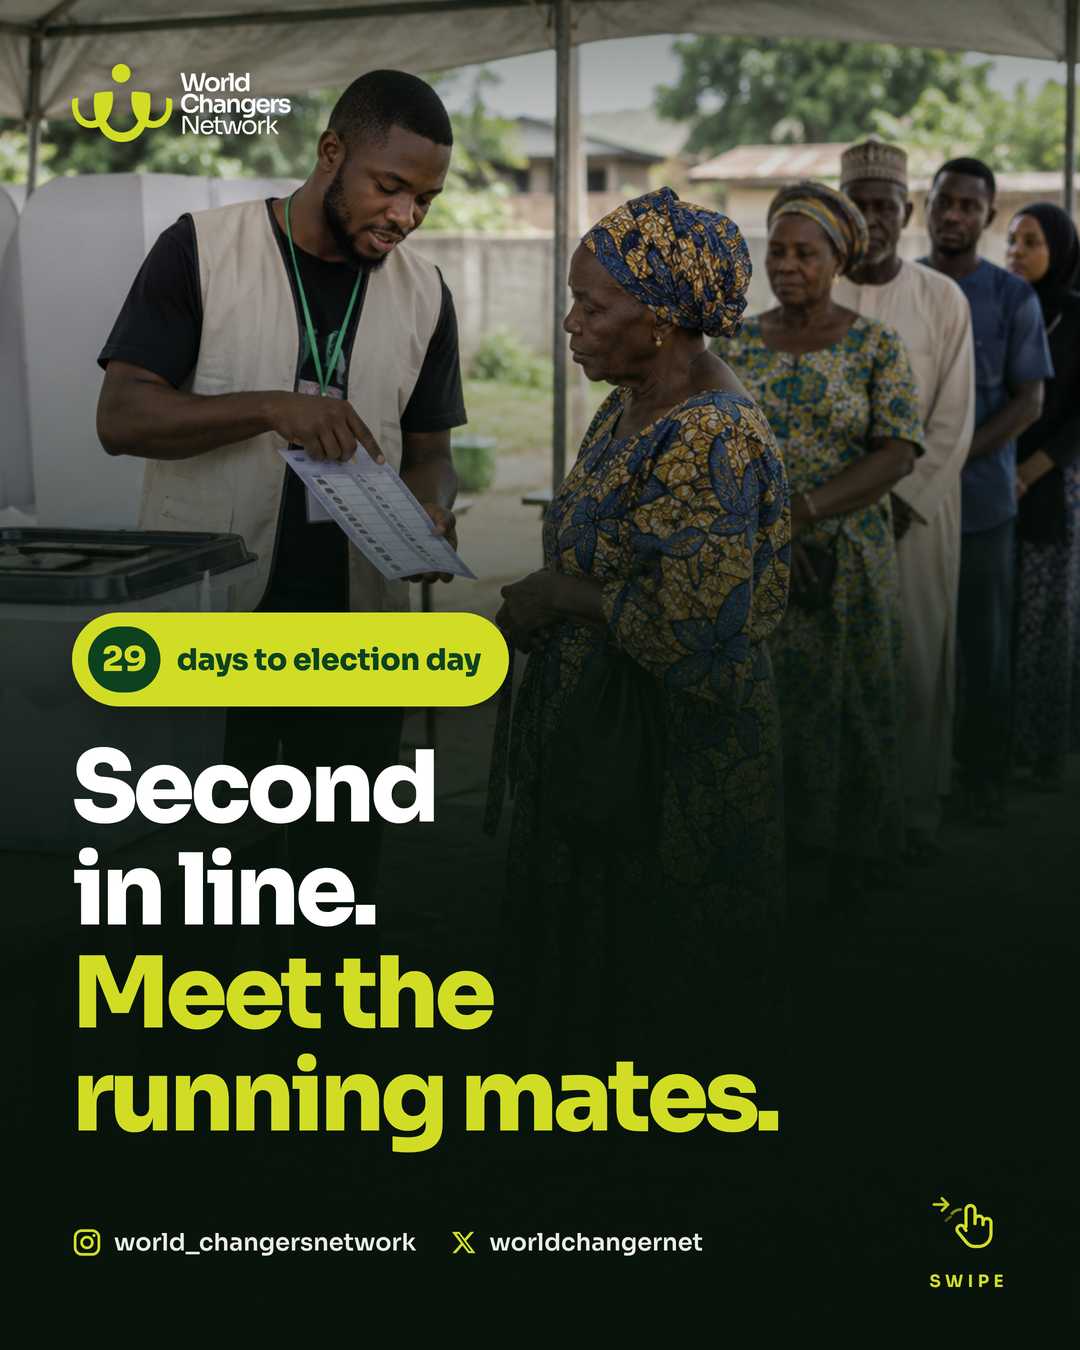 World
Changers
Network
29 days to election day
Second
in line.
Meet the
running mates.
world_changersnetwork worldchangernet
SWIPE